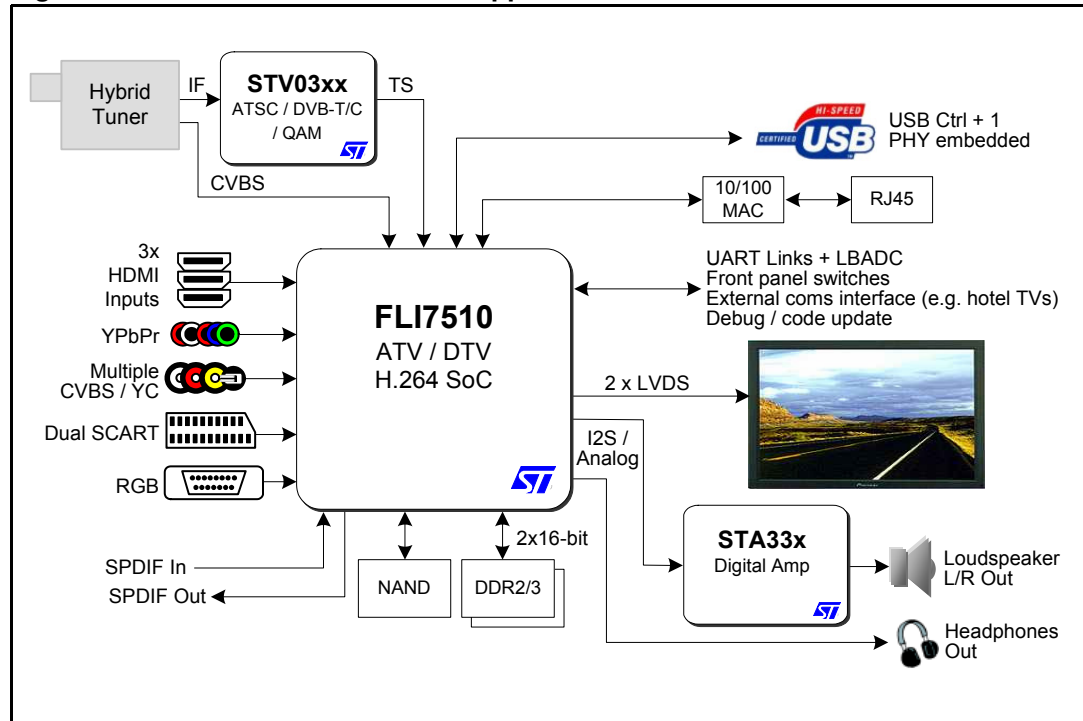 Hybrid
Tuner
IF
STV03xx
ATSC / DVB-T/C
/ QAM
ST
TS
CVBS
HI-SPEED
CERTIFIED
USB
USB Ctrl + 1
PHY embedded
10/100
MAC
RJ45
3x
HDMI
Inputs
YPbPr
Multiple
CVBS / YC
Dual SCART
RGB
FLI7510
ATV / DTV
H.264 SoC
ST
UART Links + LBADC
Front panel switches
External coms interface (e.g. hotel TVs)
Debug / code update
2 x LVDS
I2S /
Analog
SPDIF In
SPDIF Out
NAND
2x16-bit
DDR2/3
STA33x
Digital Amp
ST
Loudspeaker
L/R Out
Headphones
Out